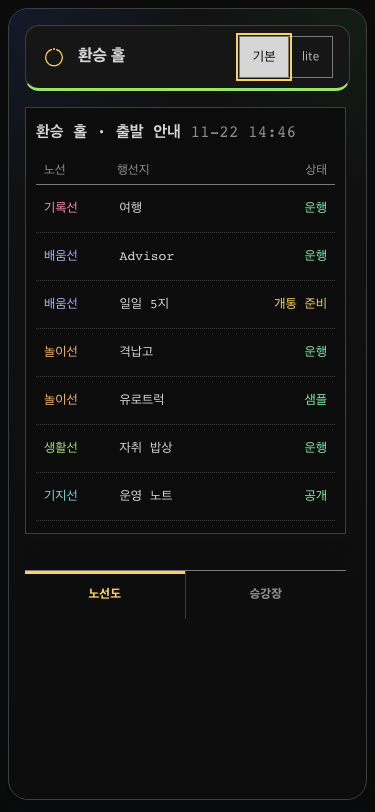 환승 홀 기본 lite
환승 홀 · 출발 안내 11-22 14:46
노선 행선지 상태
기록선 여행 운행
배움선 Advisor 운행
배움선 일일 5지 개통 준비
놀이선 격납고 운행
놀이선 유로트럭 샘플
생활선 자취 밥상 운행
기지선 운영 노트 공개
노선도 승강장